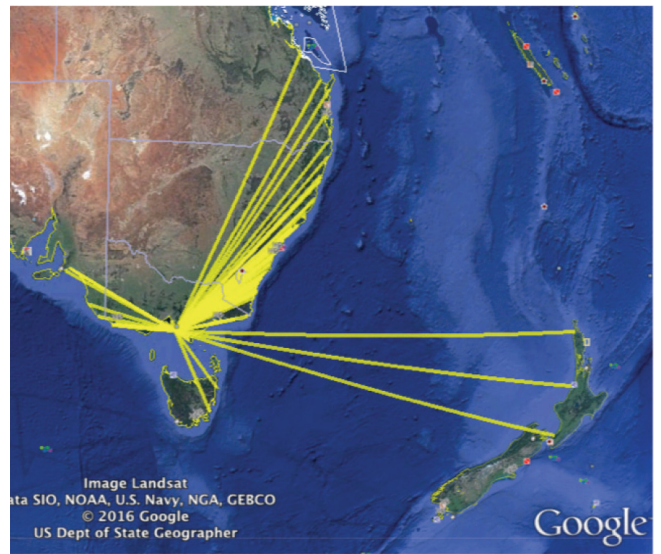 Image Landsat
ata SIO, NOAA, U.S. Navy, NGA, GEBCO
© 2016 Google
US Dept of State Geographer
Google